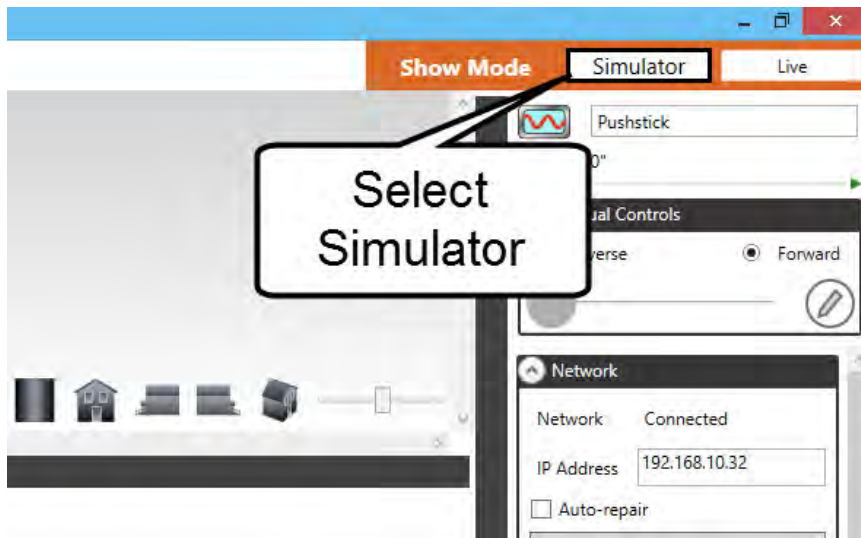 Show Mode Simulator Live
Pushstick
0"
Select
Simulator
ual Controls
verse Forward
Network
Network Connected
IP Address 192.168.10.32
Auto-repair